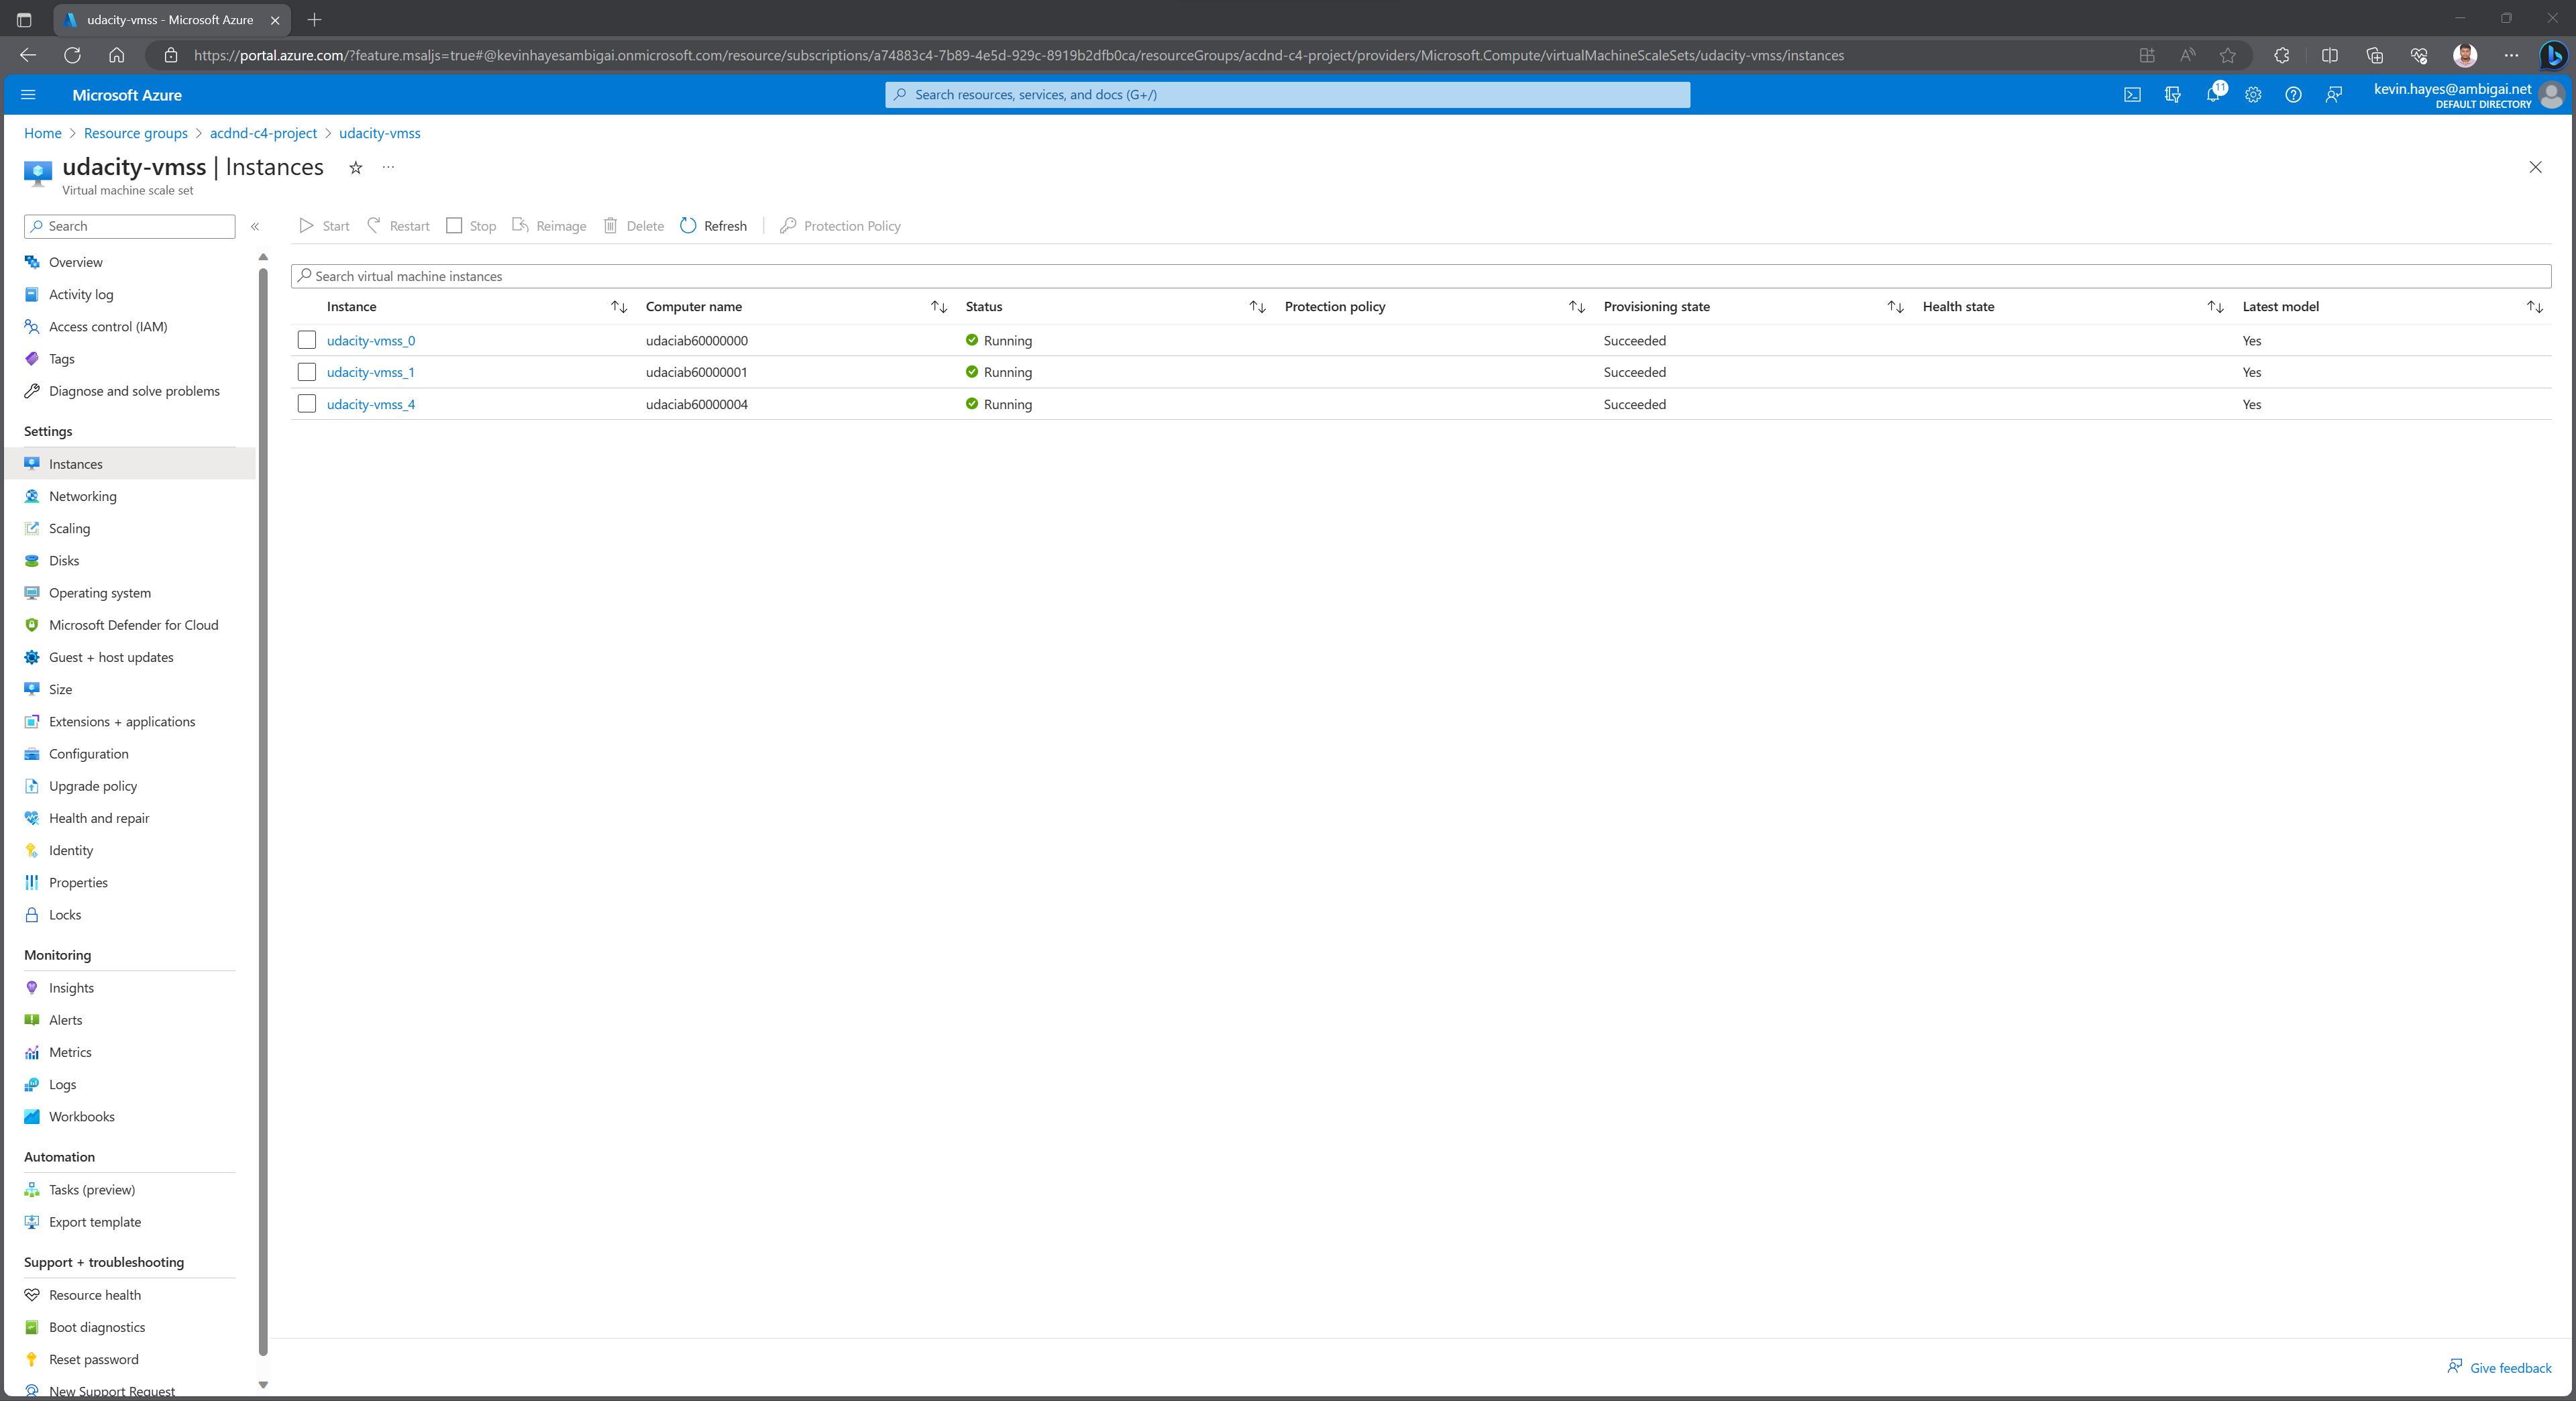 udacity-vmss - Microsoft Azure
https://portal.azure.com/?feature.msaljs=true#@kevinhayesambigai.onmicrosoft.com/resource/subscriptions/a74883c4-7b89-4e5d-929c-8919b2dfb0ca/resourceGroups/acdnd-c4-project/providers/Microsoft.Compute/virtualMachineScaleSets/udacity-vmss/instances
Microsoft Azure
Search resources, services, and docs (G+/)
11
kevin.hayes@ambigai.net
DEFAULT DIRECTORY
Home > Resource groups > acdnd-c4-project > udacity-vmss
udacity-vmss | Instances
Virtual machine scale set
Search
Start Restart Stop Reimage Delete Refresh Protection Policy
Search virtual machine instances
Instance Computer name Status Protection policy Provisioning state Health state Latest model
udacity-vmss_0 udaciab60000000 Running Succeeded Yes
udacity-vmss_1 udaciab60000001 Running Succeeded Yes
udacity-vmss_4 udaciab60000004 Running Succeeded Yes
Overview
Activity log
Access control (IAM)
Tags
Diagnose and solve problems
Settings
Instances
Networking
Scaling
Disks
Operating system
Microsoft Defender for Cloud
Guest + host updates
Size
Extensions + applications
Configuration
Upgrade policy
Health and repair
Identity
Properties
Locks
Monitoring
Insights
Alerts
Metrics
Logs
Workbooks
Automation
Tasks (preview)
Export template
Support + troubleshooting
Resource health
Boot diagnostics
Reset password
New Support Request
Give feedback